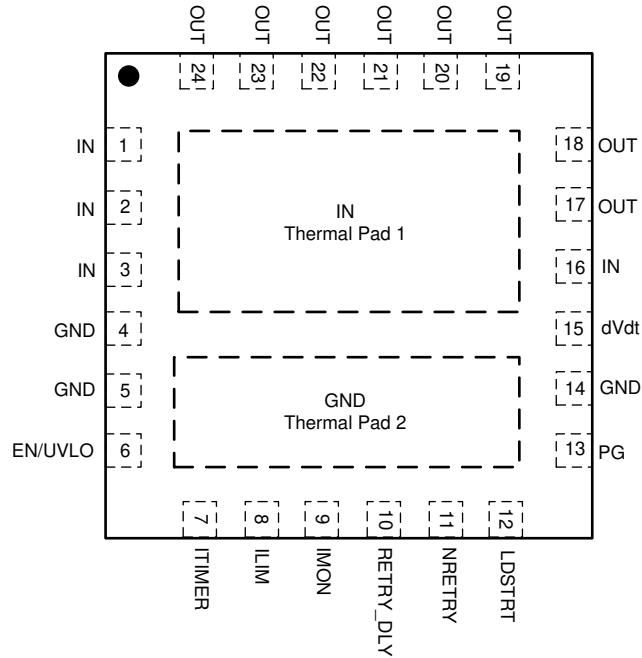 OUT OUT OUT OUT OUT OUT
24 23 22 21 20 19
IN 1
18 OUT
IN 2
17 OUT
IN 3
16 IN
GND 4
15 dVdt
GND 5
14 GND
EN/UVLO 6
13 PG
IN
Thermal Pad 1
GND
Thermal Pad 2
7 8 9 10 11 12
ITIMER
ILIM
IMON
RETRY_DLY
NRETRY
LDSTRT